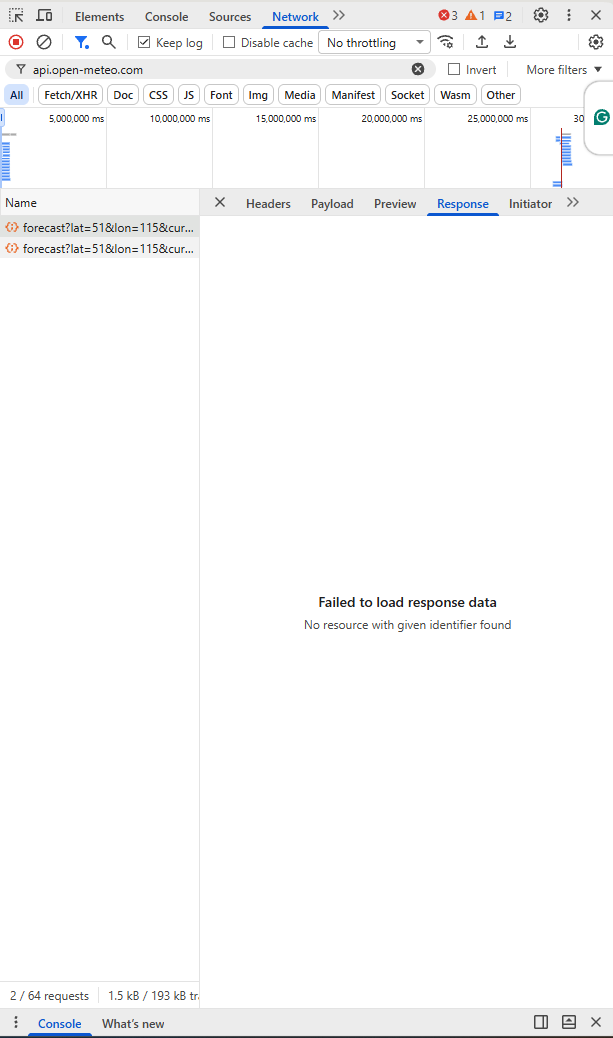 Elements Console Sources Network 3 1 2
Keep log Disable cache No throttling
api.open-meteo.com Invert More filters
All Fetch/XHR Doc CSS JS Font Img Media Manifest Socket Wasm Other
5,000,000 ms 10,000,000 ms 15,000,000 ms 20,000,000 ms 25,000,000 ms 30
Name Headers Payload Preview Response Initiator
forecast?lat=51&lon=115&cur...
forecast?lat=51&lon=115&cur...
Failed to load response data
No resource with given identifier found
2 / 64 requests 1.5 kB / 193 kB tra
Console What's new